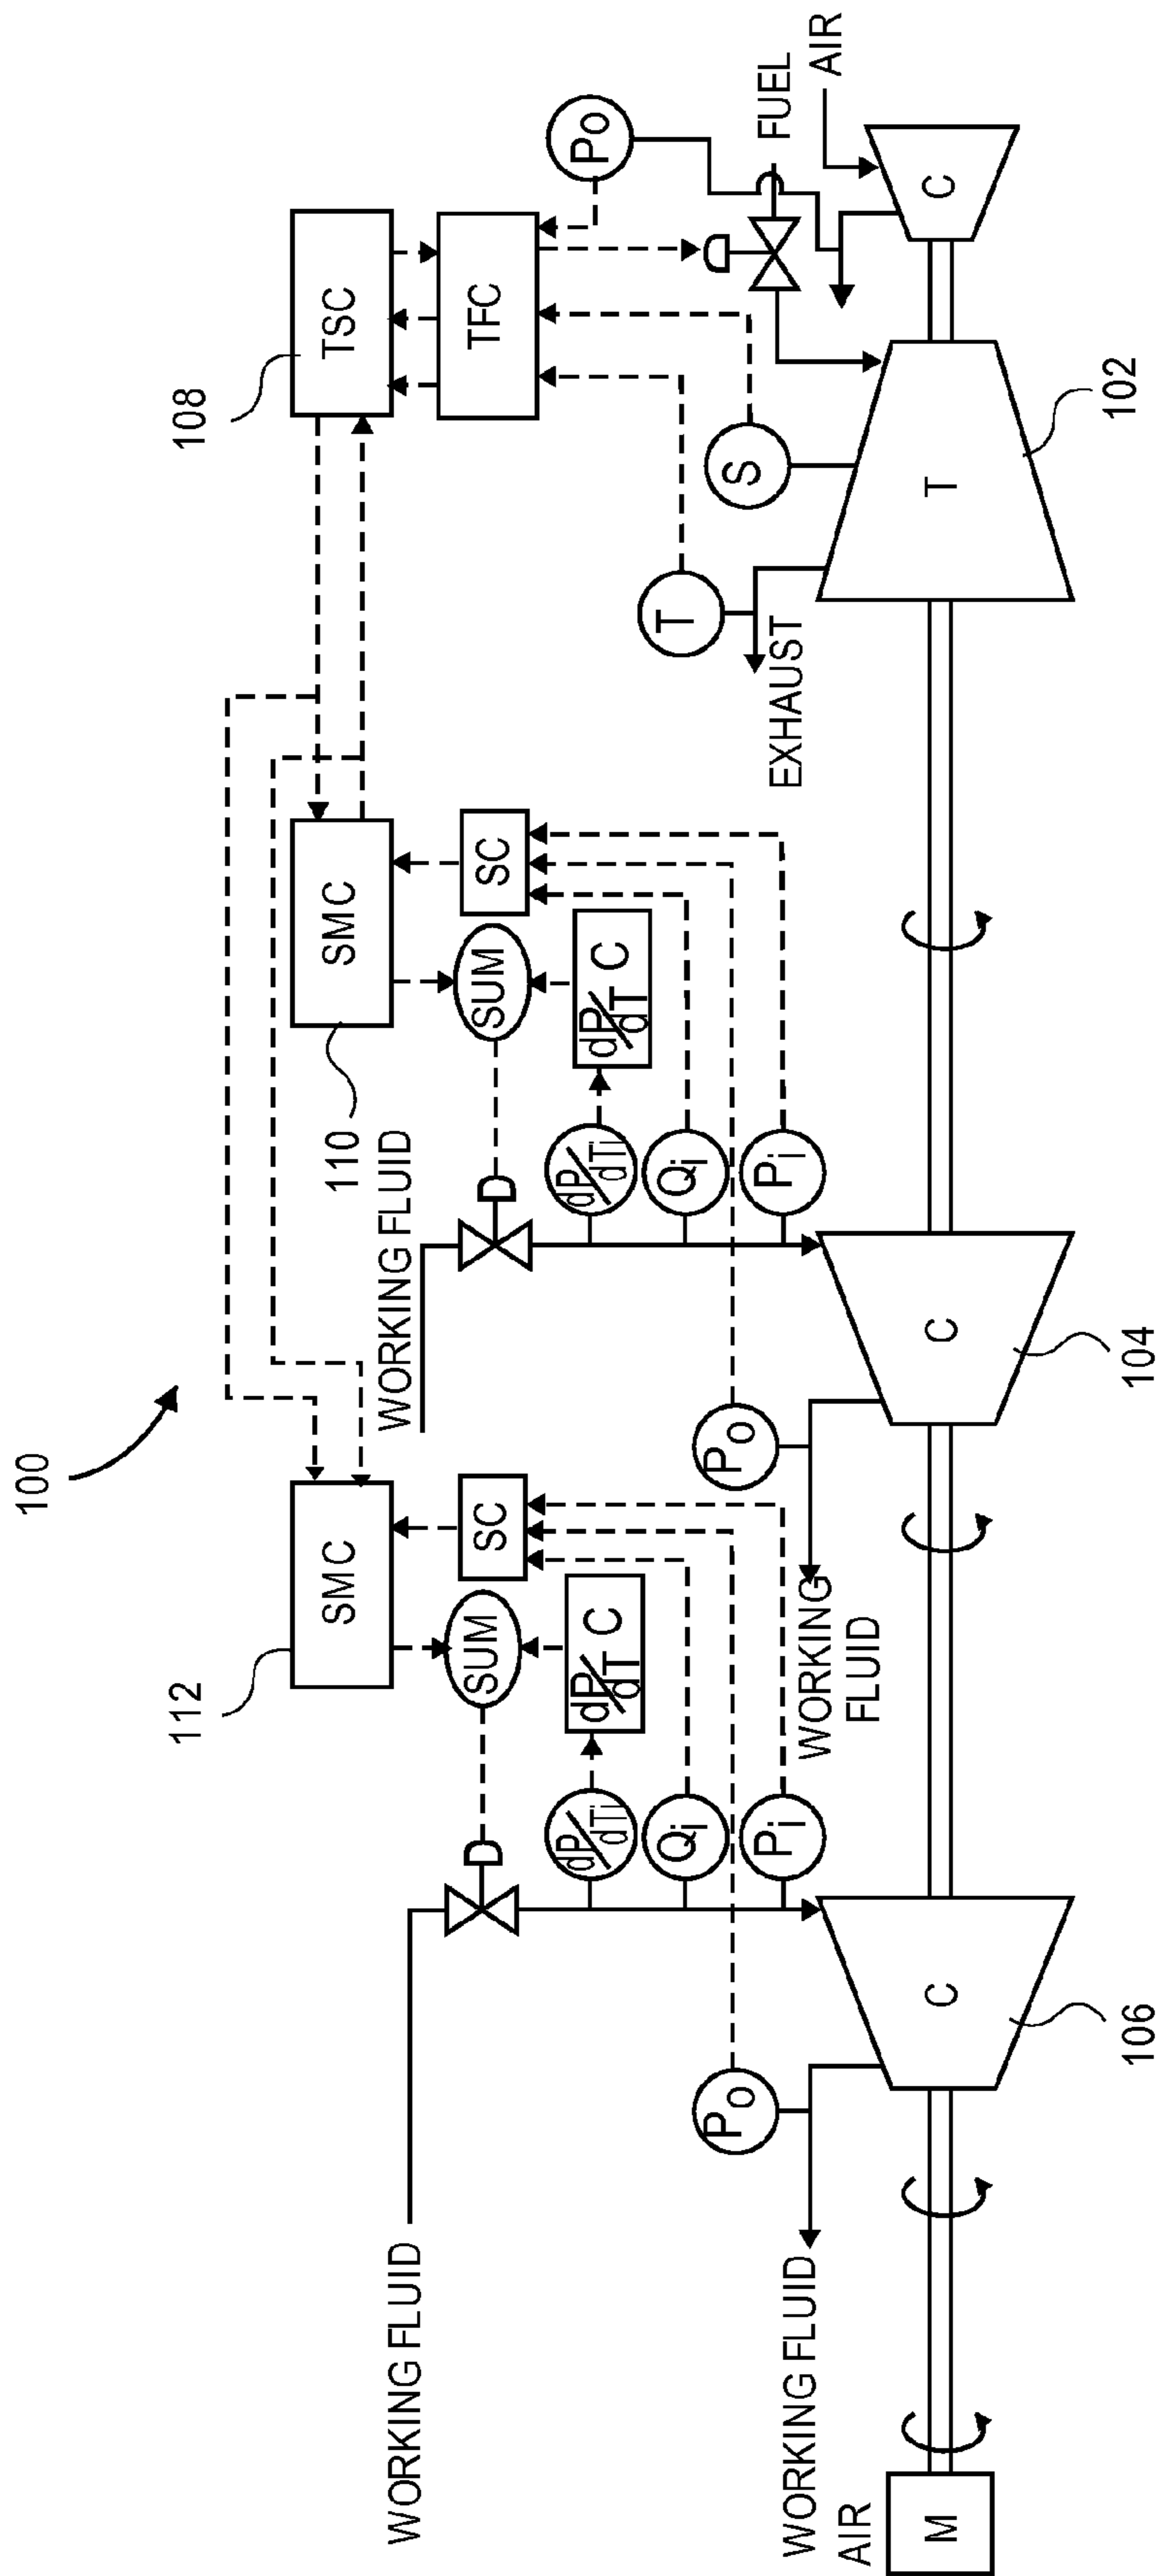 100
108
TSC
TFC
Po
FUEL
AIR
C
112
SMC
110
SMC
SC
SC
SUM
SUM
dP/dT C
dP/dT C
WORKING FLUID
WORKING FLUID
dP/dTi
Qi
Pi
dP/dTi
Qi
Pi
T
S
EXHAUST
Po
Po
WORKING FLUID
AIR
WORKING
FLUID
M
C
106
C
104
T
102